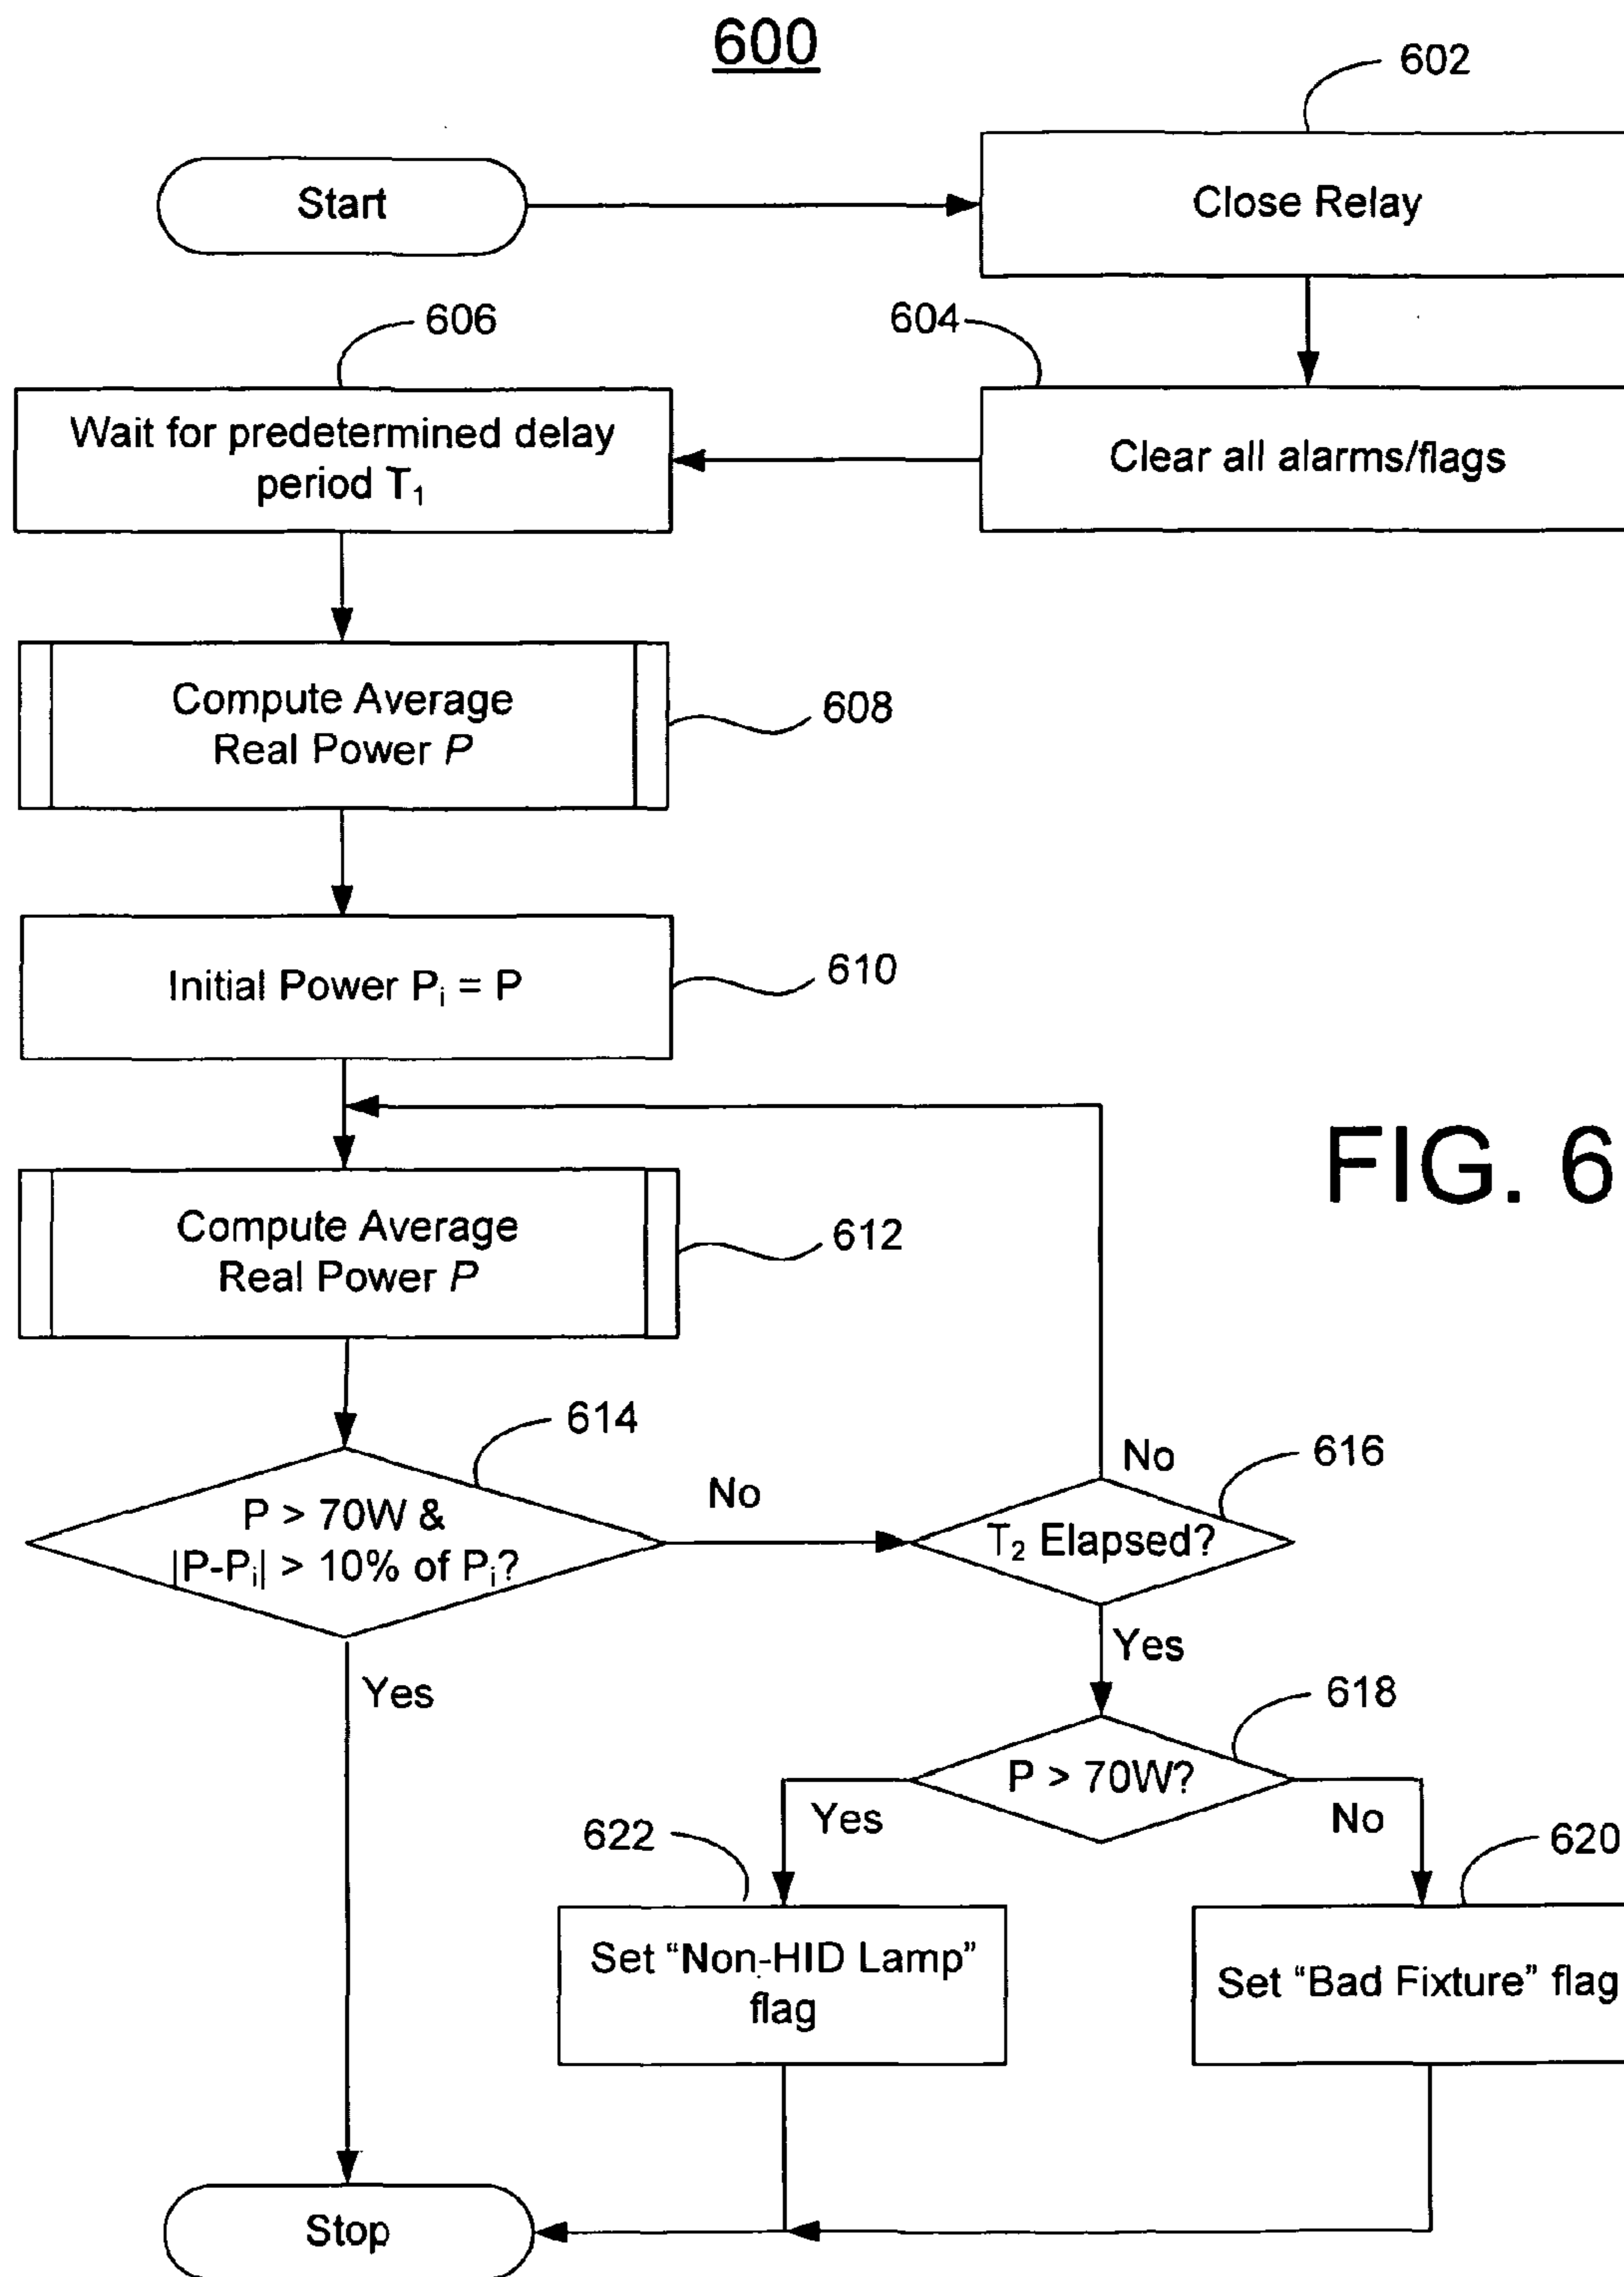 600
602
Start
Close Relay
606
604
Wait for predetermined delay
period T₁
Clear all alarms/flags
Compute Average
Real Power P
608
Initial Power Pᵢ = P
610
FIG. 6
Compute Average
Real Power P
612
614
P > 70W &
|P-Pᵢ| > 10% of Pᵢ?
No
No
616
T₂ Elapsed?
Yes
Yes
618
P > 70W?
Yes
No
622
620
Set “Non-HID Lamp”
flag
Set “Bad Fixture” flag
Stop